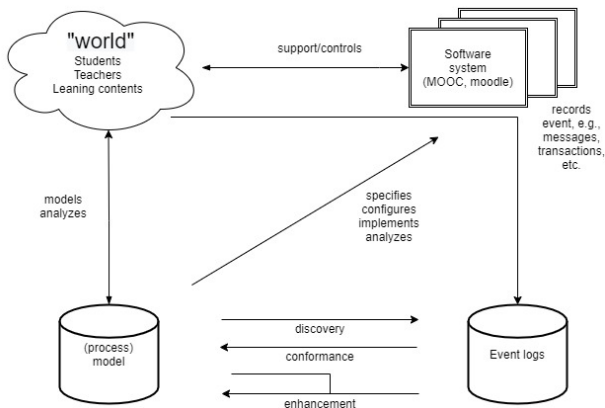 "world"
Students
Teachers
Leaning contents
support/controls
Software
system
(MOOC, moodle)
records
event, e.g.,
messages,
transactions,
etc.
models
analyzes
specifies
configures
implements
analyzes
(process)
model
discovery
conformance
enhancement
Event logs